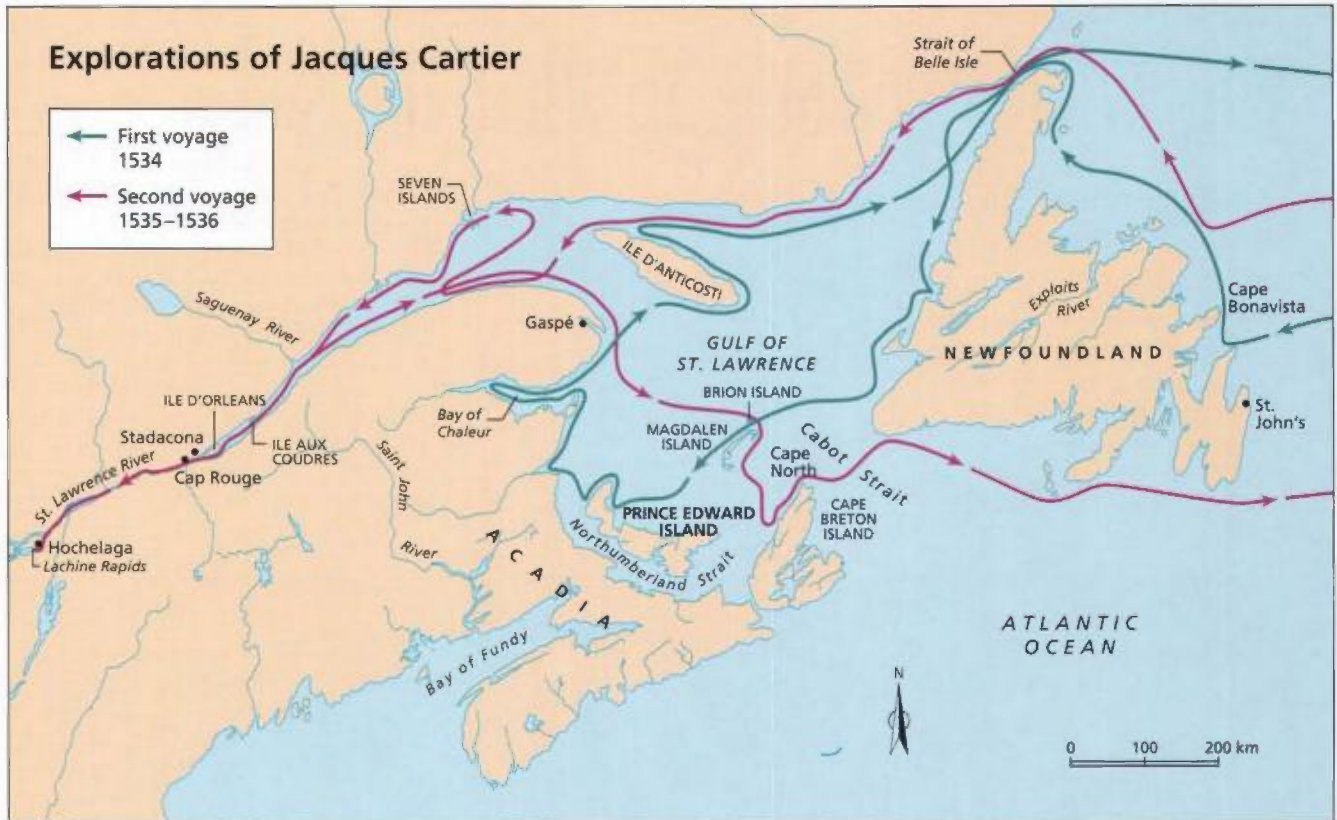 Explorations of Jacques Cartier
First voyage
1534
Second voyage
1535–1536
Strait of
Belle Isle
SEVEN
ISLANDS
ILE D'ANTICOSTI
Saguenay River
Gaspé
Exploits
River
Cape
Bonavista
GULF OF
ST. LAWRENCE
NEWFOUNDLAND
BRION ISLAND
ILE D'ORLEANS
Bay of
Chaleur
MAGDALEN
ISLAND
St.
John's
Stadacona
ILE AUX
COUDRES
Cape
North
Cabot Strait
St. Lawrence River
Cap Rouge
Saint John
River
PRINCE EDWARD
ISLAND
CAPE
BRETON
ISLAND
Hochelaga
Lachine Rapids
ACADIA
Northumberland Strait
Bay of Fundy
ATLANTIC
OCEAN
N
0 100 200 km